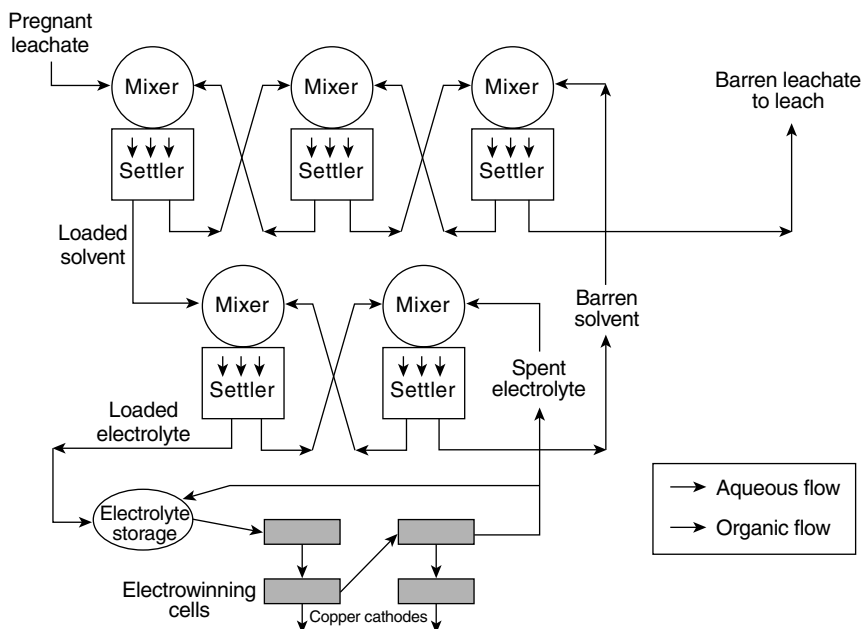 Pregnant
leachate
Mixer
Mixer
Mixer
Barren leachate
to leach
Settler
Settler
Settler
Loaded
solvent
Mixer
Mixer
Barren
solvent
Settler
Settler
Spent
electrolyte
Loaded
electrolyte
Electrolyte
storage
Aqueous flow
Organic flow
Electrowinning
cells
Copper cathodes